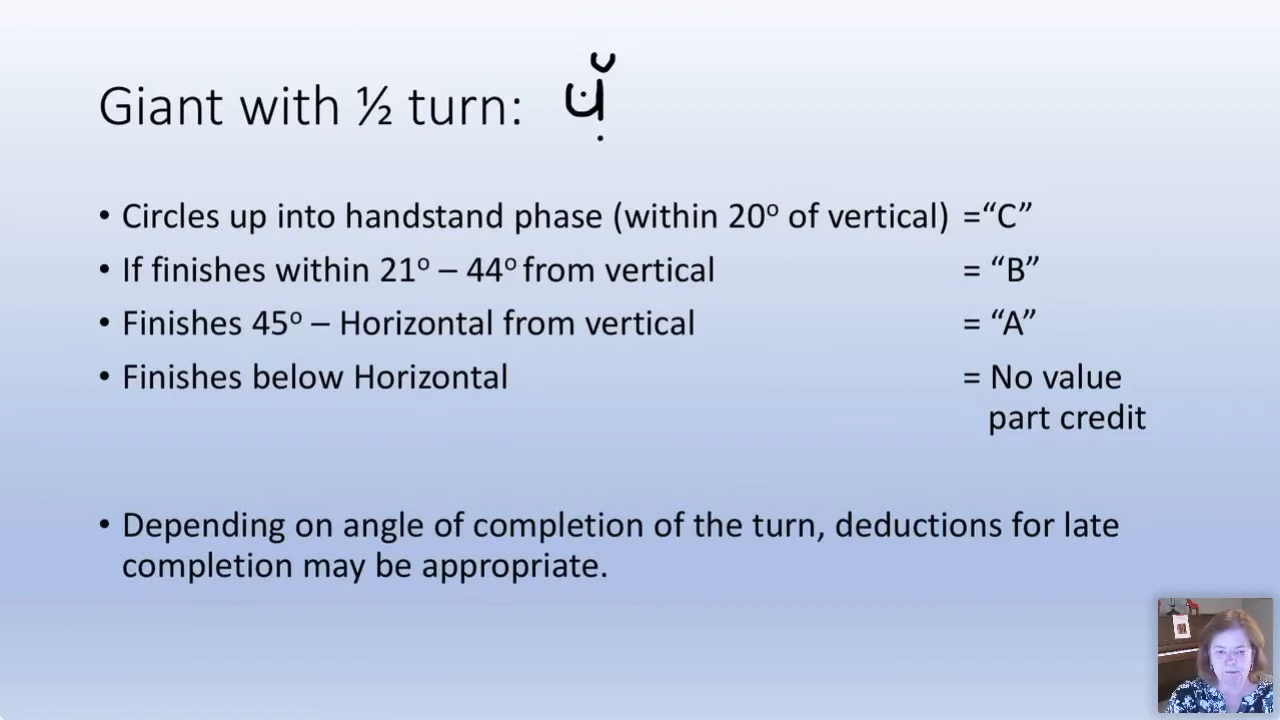 Giant with ½ turn:
• Circles up into handstand phase (within 20º of vertical) =“C”
• If finishes within 21º – 44º from vertical = “B”
• Finishes 45º – Horizontal from vertical = “A”
• Finishes below Horizontal = No value
part credit
• Depending on angle of completion of the turn, deductions for late
completion may be appropriate.